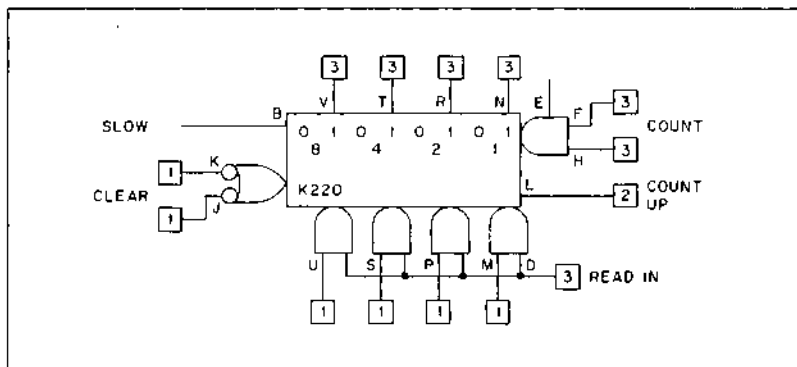 3 3 3 3
V T R N E
B F 3
SLOW 0 1 0 1 0 1 0 1 COUNT
8 4 2 1 H 3
1 K
CLEAR K220 L 2 COUNT UP
1 J
U S P M D 3 READ IN
1 1 1 1